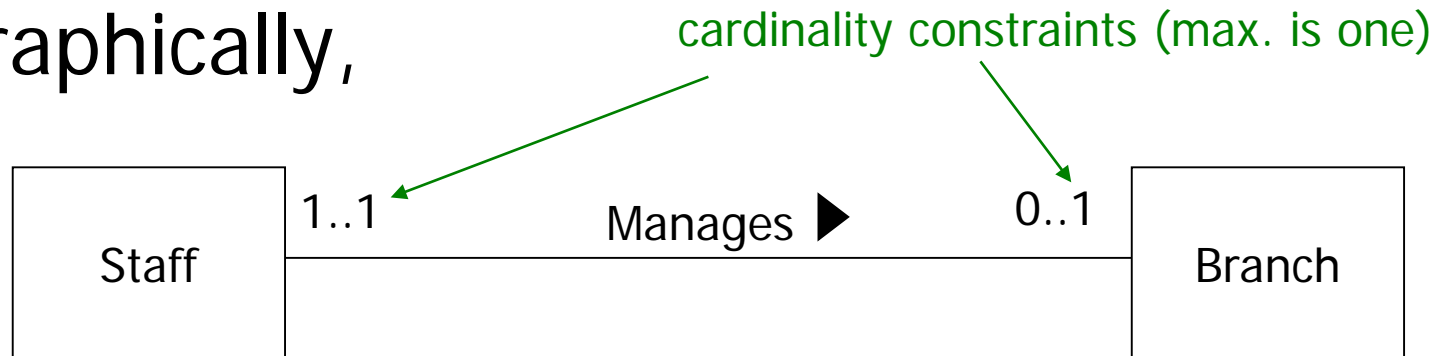 cardinality constraints (max. is one)
raphically,
1..1
Manages
0..1
Staff
Branch